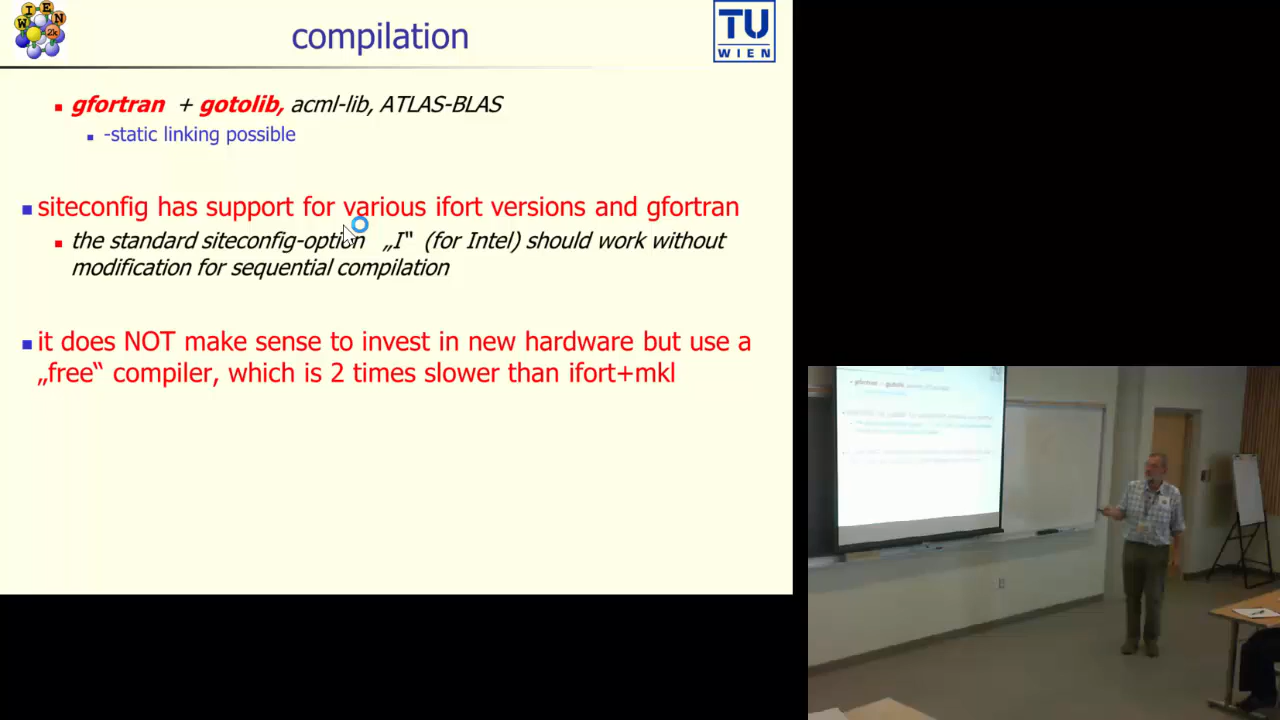 WIEN
2k
compilation
TU
WIEN
gfortran + gotolib, acml-lib, ATLAS-BLAS
-static linking possible
siteconfig has support for various ifort versions and gfortran
the standard siteconfig-option „I“ (for Intel) should work without
modification for sequential compilation
it does NOT make sense to invest in new hardware but use a
„free“ compiler, which is 2 times slower than ifort+mkl